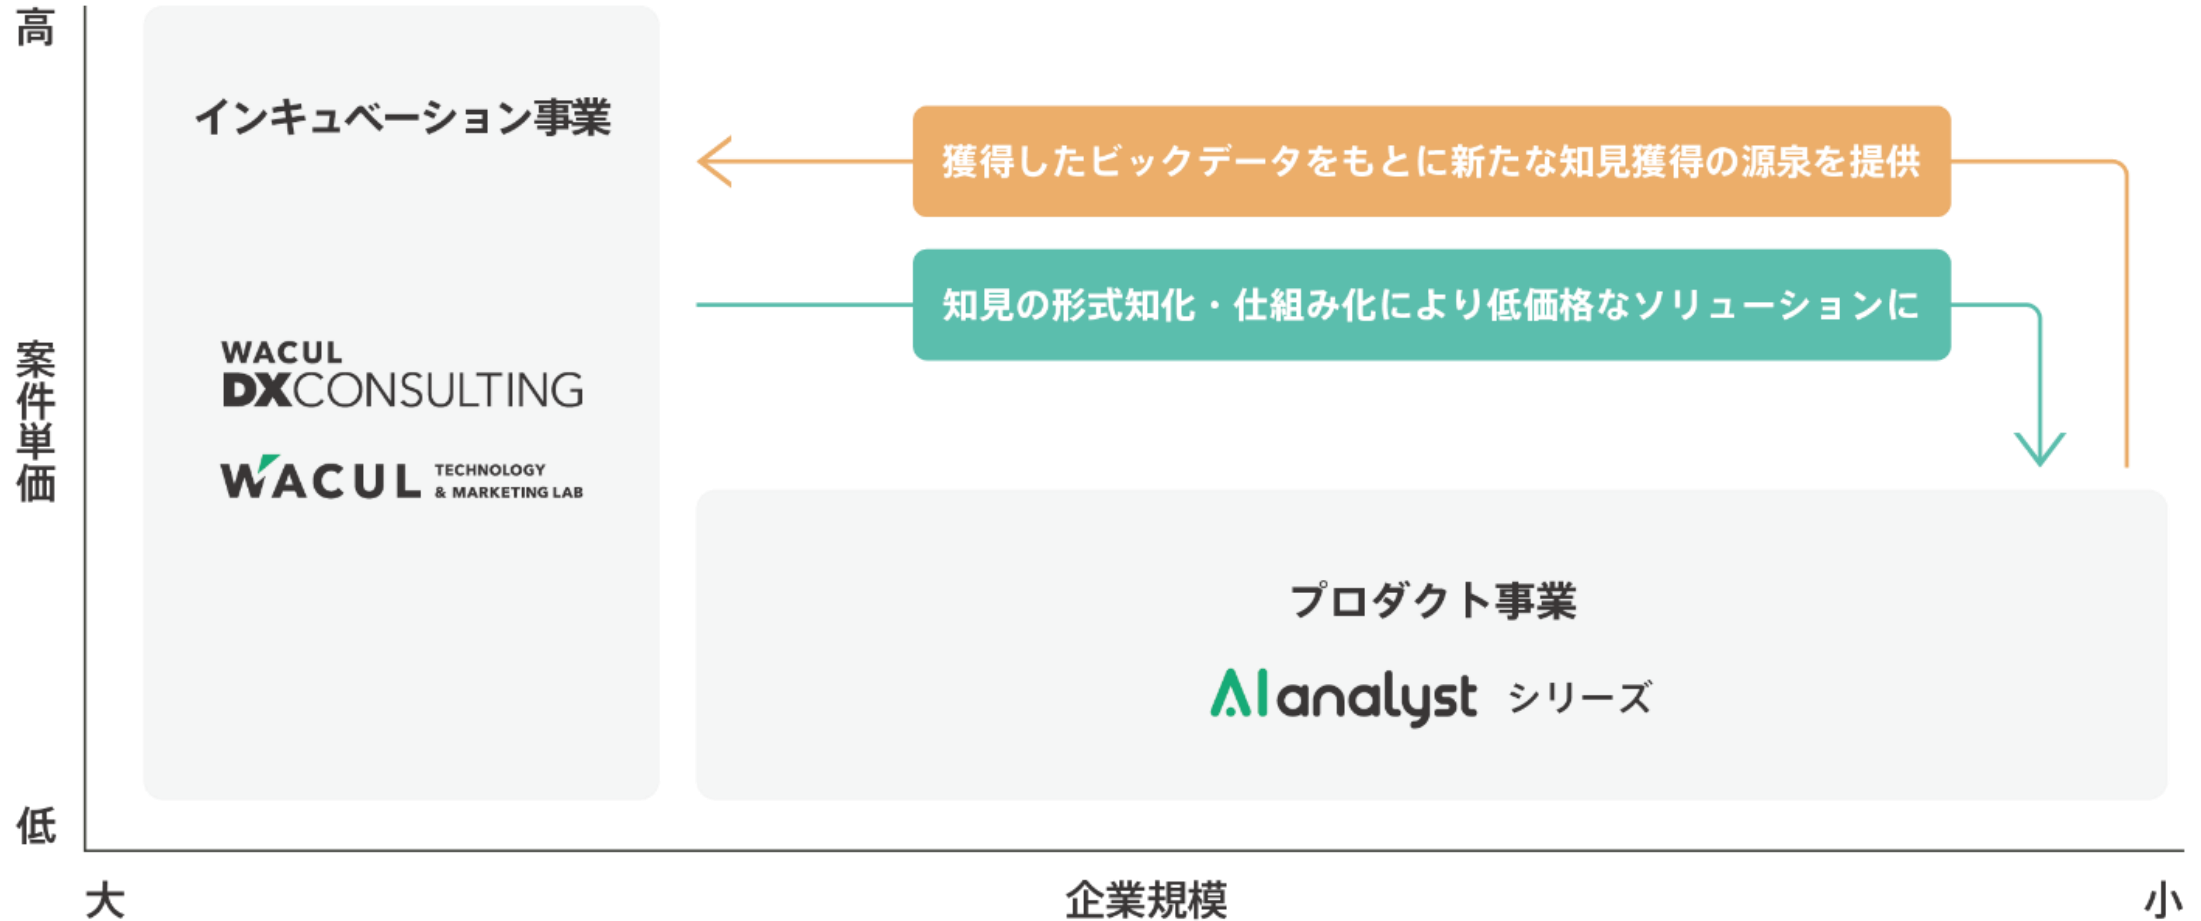 高
インキュベーション事業
獲得したビックデータをもとに新たな知見獲得の源泉を提供
知見の形式知化・仕組み化により低価格なソリューションに
案件単価
WACUL
DXCONSULTING
WACUL TECHNOLOGY
& MARKETING LAB
プロダクト事業
AI analyst シリーズ
低
大
企業規模
小